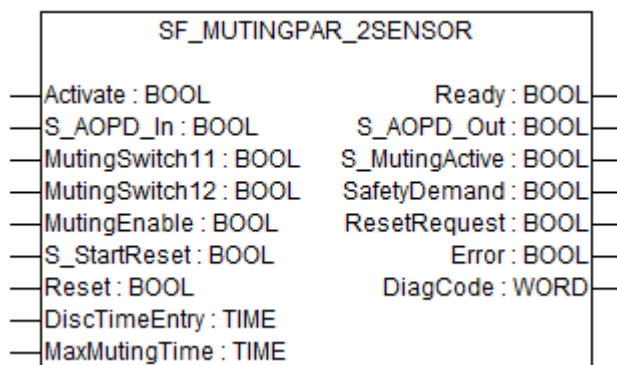 SF_MUTINGPAR_2SENSOR
Activate : BOOL Ready : BOOL
S_AOPD_In : BOOL S_AOPD_Out : BOOL
MutingSwitch11 : BOOL S_MutingActive : BOOL
MutingSwitch12 : BOOL SafetyDemand : BOOL
MutingEnable : BOOL ResetRequest : BOOL
S_StartReset : BOOL Error : BOOL
Reset : BOOL DiagCode : WORD
DiscTimeEntry : TIME
MaxMutingTime : TIME